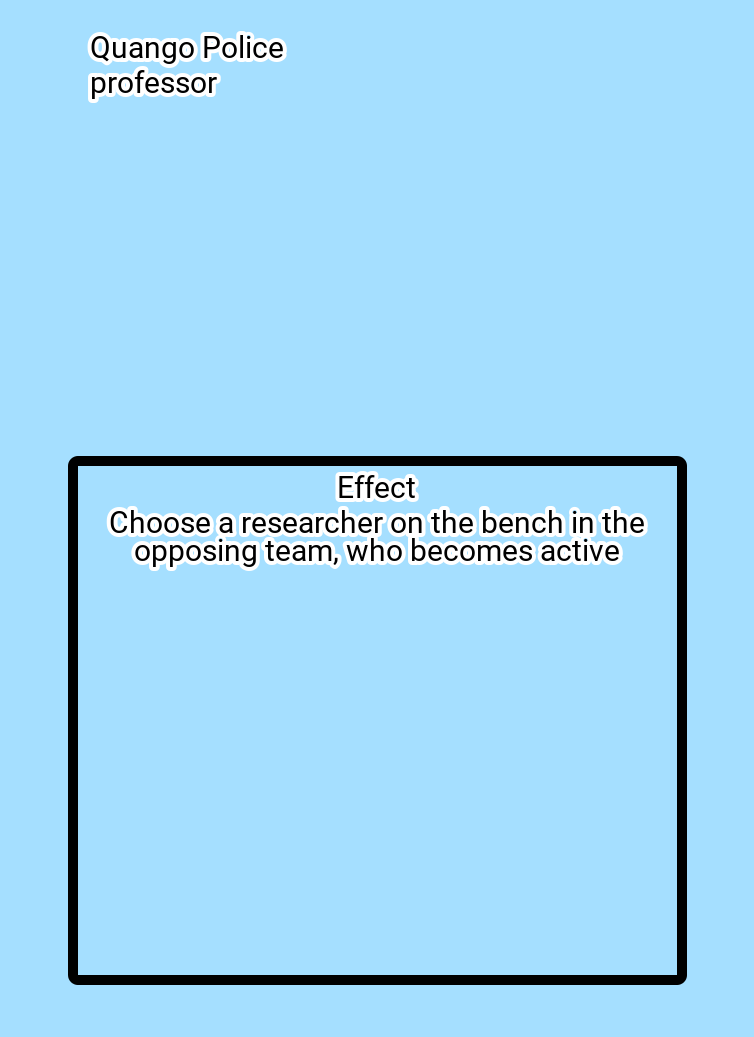 Quango Police
professor
Effect
Choose a researcher on the bench in the
opposing team, who becomes active